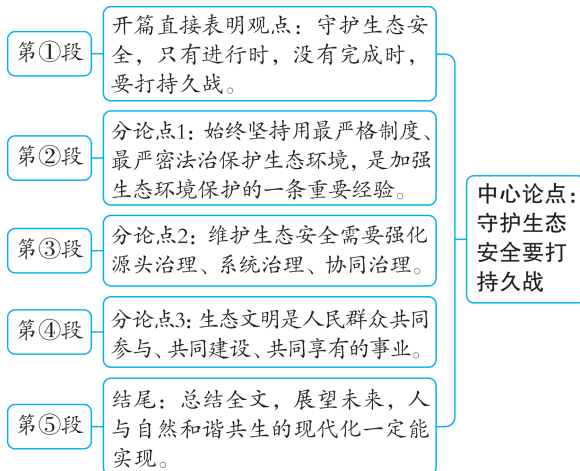 第①段
开篇直接表明观点：守护生态安
全，只有进行时，没有完成时，
要打持久战。
第②段
分论点1：始终坚持用最严格制度、
最严密法治保护生态环境，是加强
生态环境保护的一条重要经验。
第③段
分论点2：维护生态安全需要强化
源头治理、系统治理、协同治理。
第④段
分论点3：生态文明是人民群众共同
参与、共同建设、共同享有的事业。
第⑤段
结尾：总结全文，展望未来，人
与自然和谐共生的现代化一定能
实现。
中心论点：
守护生态
安全要打
持久战